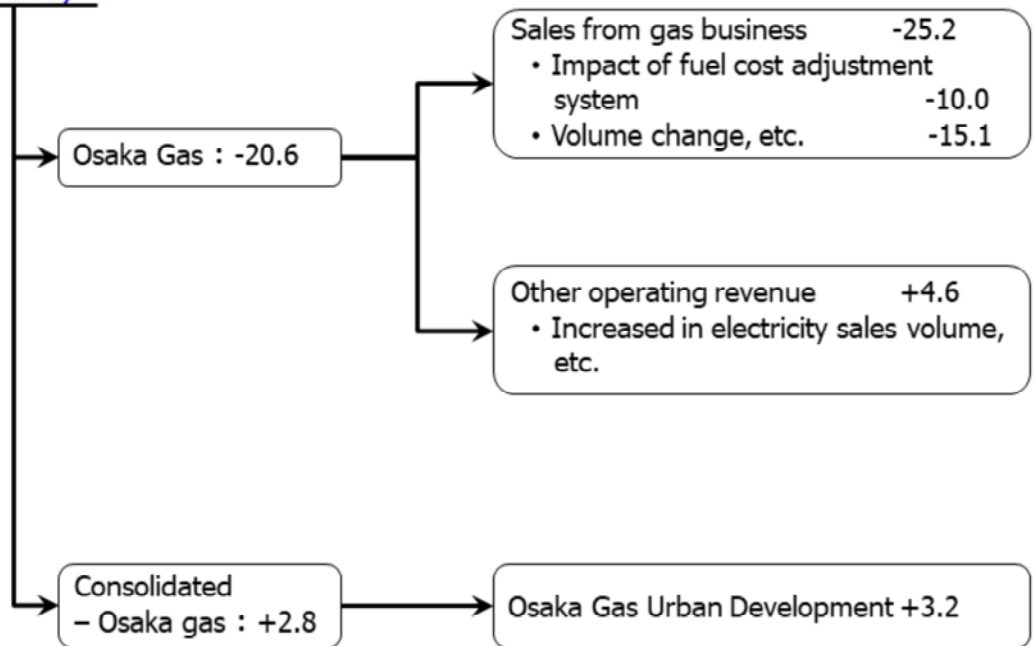 Osaka Gas : -20.6
Sales from gas business -25.2
・Impact of fuel cost adjustment
system -10.0
・Volume change, etc. -15.1
Other operating revenue +4.6
・Increased in electricity sales volume,
etc.
Consolidated
– Osaka gas : +2.8
Osaka Gas Urban Development +3.2